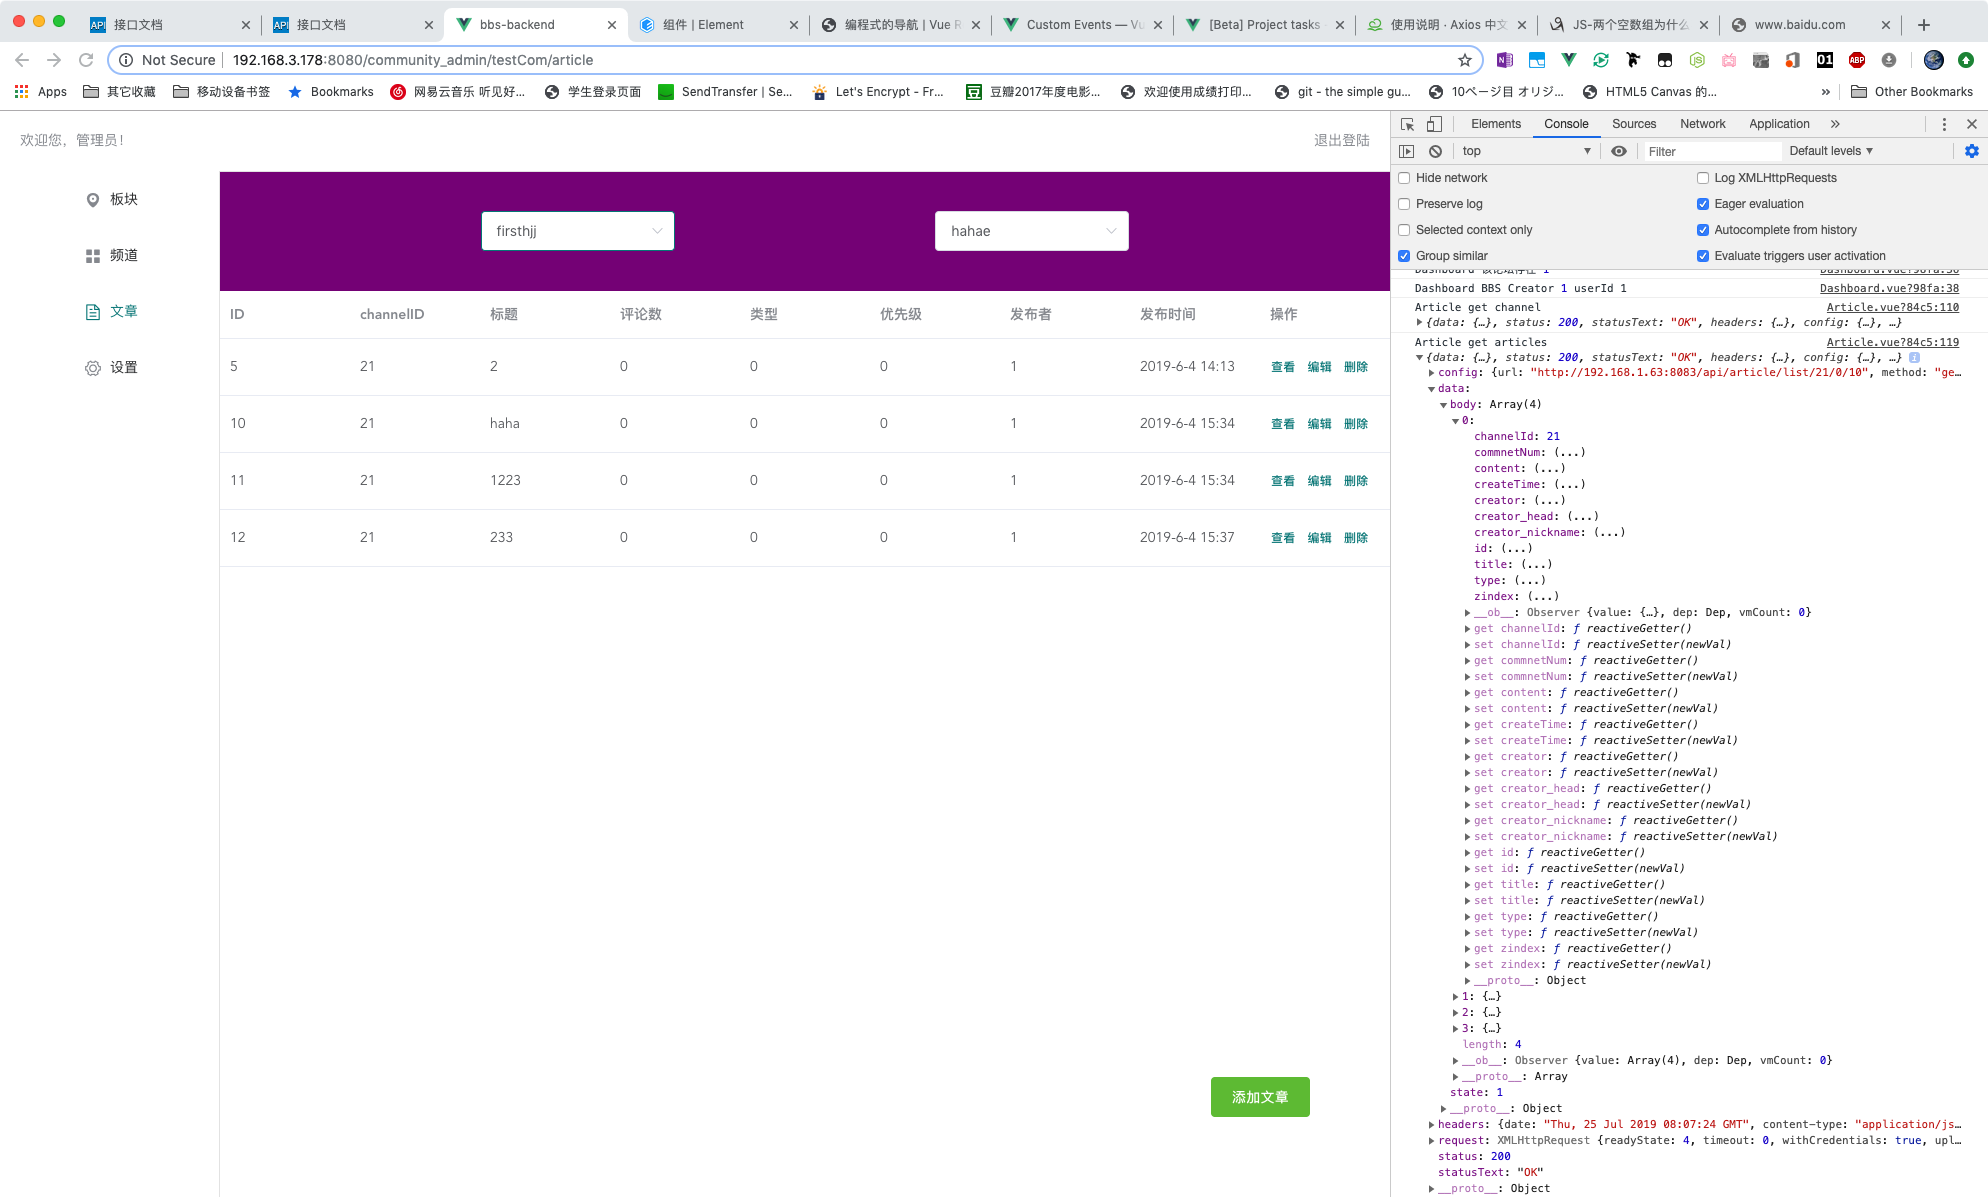 API 接口文档
API 接口文档
bbs-backend
组件 | Element
编程式的导航 | Vue R
Custom Events — Vu
[Beta] Project tasks
使用说明 · Axios 中文
JS-两个空数组为什么
www.baidu.com
Not Secure | 192.168.3.178:8080/community_admin/testCom/article
Apps 其它收藏 移动设备书签 Bookmarks 网易云音乐 听见好... 学生登录页面 SendTransfer | Se... Let's Encrypt - Fr... 豆瓣2017年度电影... 欢迎使用成绩打印... git - the simple gu... 10ページ目 オリジ... HTML5 Canvas 的... » Other Bookmarks
欢迎您，管理员！
退出登陆
板块
频道
文章
设置
firsthjj
hahae
ID channelID 标题 评论数 类型 优先级 发布者 发布时间 操作
5 21 2 0 0 0 1 2019-6-4 14:13 查看 编辑 删除
10 21 haha 0 0 0 1 2019-6-4 15:34 查看 编辑 删除
11 21 1223 0 0 0 1 2019-6-4 15:34 查看 编辑 删除
12 21 233 0 0 0 1 2019-6-4 15:37 查看 编辑 删除
添加文章
Elements Console Sources Network Application »
top Filter Default levels ▼
Hide network Log XMLHttpRequests
Preserve log Eager evaluation
Selected context only Autocomplete from history
Group similar Evaluate triggers user activation
Dashboard BBS Creator 1 userId 1 Dashboard.vue?98fa:38
Article get channel Article.vue?84c5:110
{data: {…}, status: 200, statusText: "OK", headers: {…}, config: {…}, …}
Article get articles Article.vue?84c5:119
{data: {…}, status: 200, statusText: "OK", headers: {…}, config: {…}, …}
config: {url: "http://192.168.1.63:8083/api/article/list/21/0/10", method: "ge…
data:
body: Array(4)
0:
channelId: 21
commnetNum: (...)
content: (...)
createTime: (...)
creator: (...)
creator_head: (...)
creator_nickname: (...)
id: (...)
title: (...)
type: (...)
zindex: (...)
__ob__: Observer {value: {…}, dep: Dep, vmCount: 0}
get channelId: ƒ reactiveGetter()
set channelId: ƒ reactiveSetter(newVal)
get commnetNum: ƒ reactiveGetter()
set commnetNum: ƒ reactiveSetter(newVal)
get content: ƒ reactiveGetter()
set content: ƒ reactiveSetter(newVal)
get createTime: ƒ reactiveGetter()
set createTime: ƒ reactiveSetter(newVal)
get creator: ƒ reactiveGetter()
set creator: ƒ reactiveSetter(newVal)
get creator_head: ƒ reactiveGetter()
set creator_head: ƒ reactiveSetter(newVal)
get creator_nickname: ƒ reactiveGetter()
set creator_nickname: ƒ reactiveSetter(newVal)
get id: ƒ reactiveGetter()
set id: ƒ reactiveSetter(newVal)
get title: ƒ reactiveGetter()
set title: ƒ reactiveSetter(newVal)
get type: ƒ reactiveGetter()
set type: ƒ reactiveSetter(newVal)
get zindex: ƒ reactiveGetter()
set zindex: ƒ reactiveSetter(newVal)
__proto__: Object
1: {…}
2: {…}
3: {…}
length: 4
__ob__: Observer {value: Array(4), dep: Dep, vmCount: 0}
__proto__: Array
state: 1
__proto__: Object
headers: {date: "Thu, 25 Jul 2019 08:07:24 GMT", content-type: "application/js…
request: XMLHttpRequest {readyState: 4, timeout: 0, withCredentials: true, upl…
status: 200
statusText: "OK"
__proto__: Object